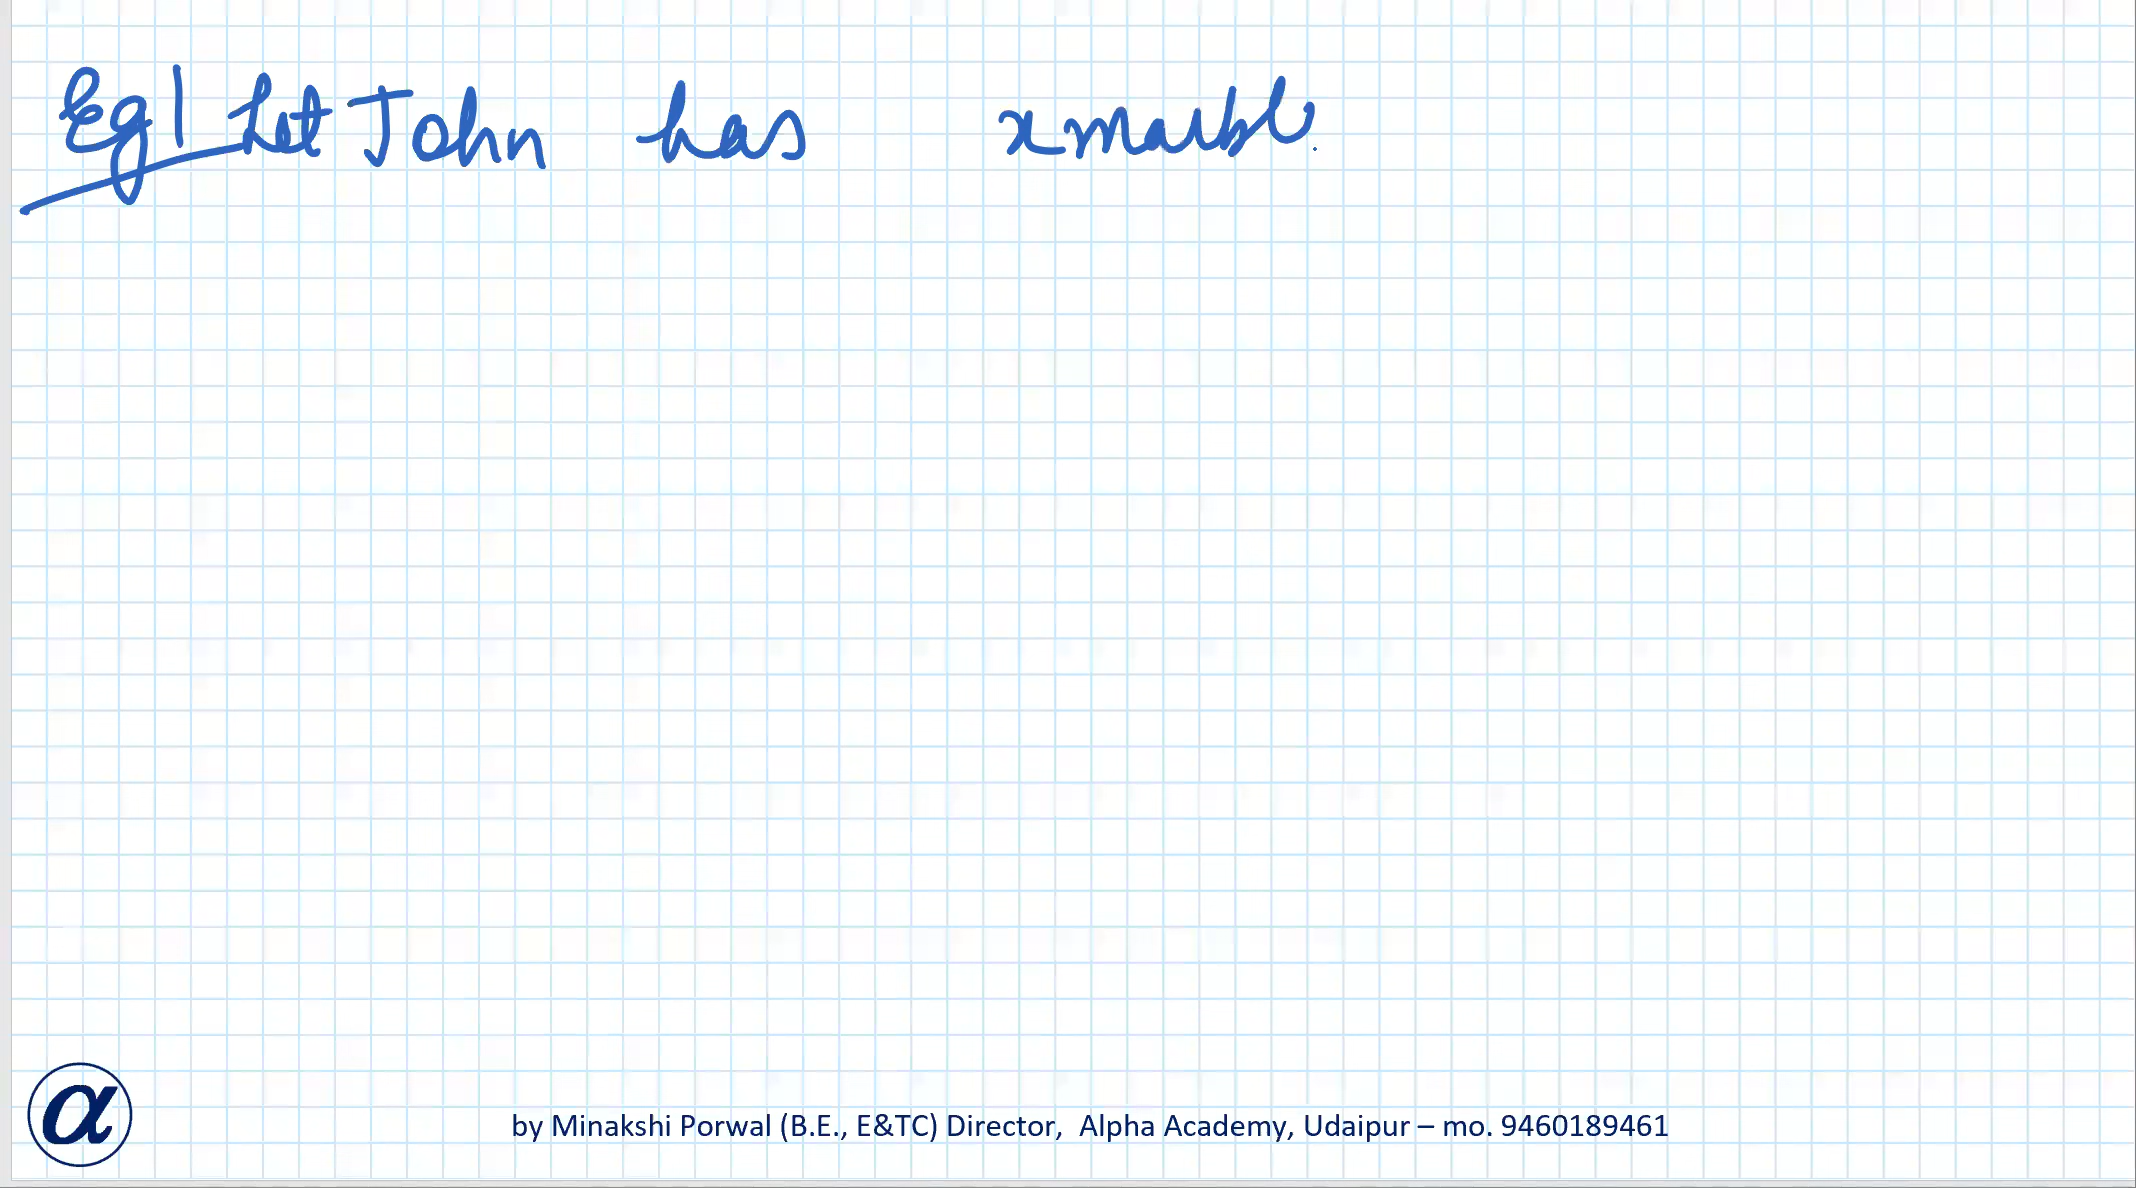 Eg1 Let John has x marble
α
by Minakshi Porwal (B.E., E&TC) Director, Alpha Academy, Udaipur – mo. 9460189461